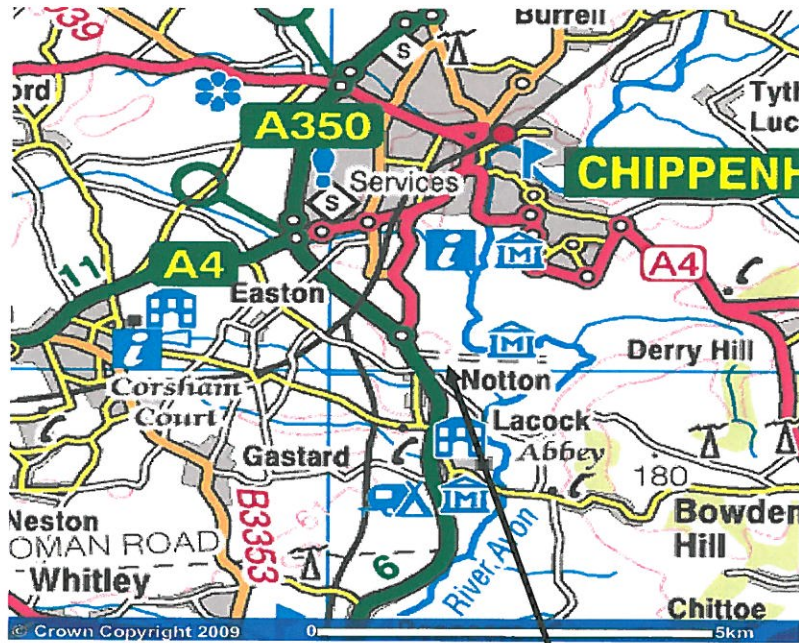 Burrell
B39
ord
Tyth
Luc
A350
S
Services
S
CHIPPENH
A4
11
i
M
A4
Easton
i
Corsham
Court
Notton
M
Derry Hill
Lacock
Abbey
Gastard
180
M
B3353
Neston
OMAN ROAD
Whitley
6
River Avon
Bowden
Hill
Chittoe
© Crown Copyright 2009
0
5km